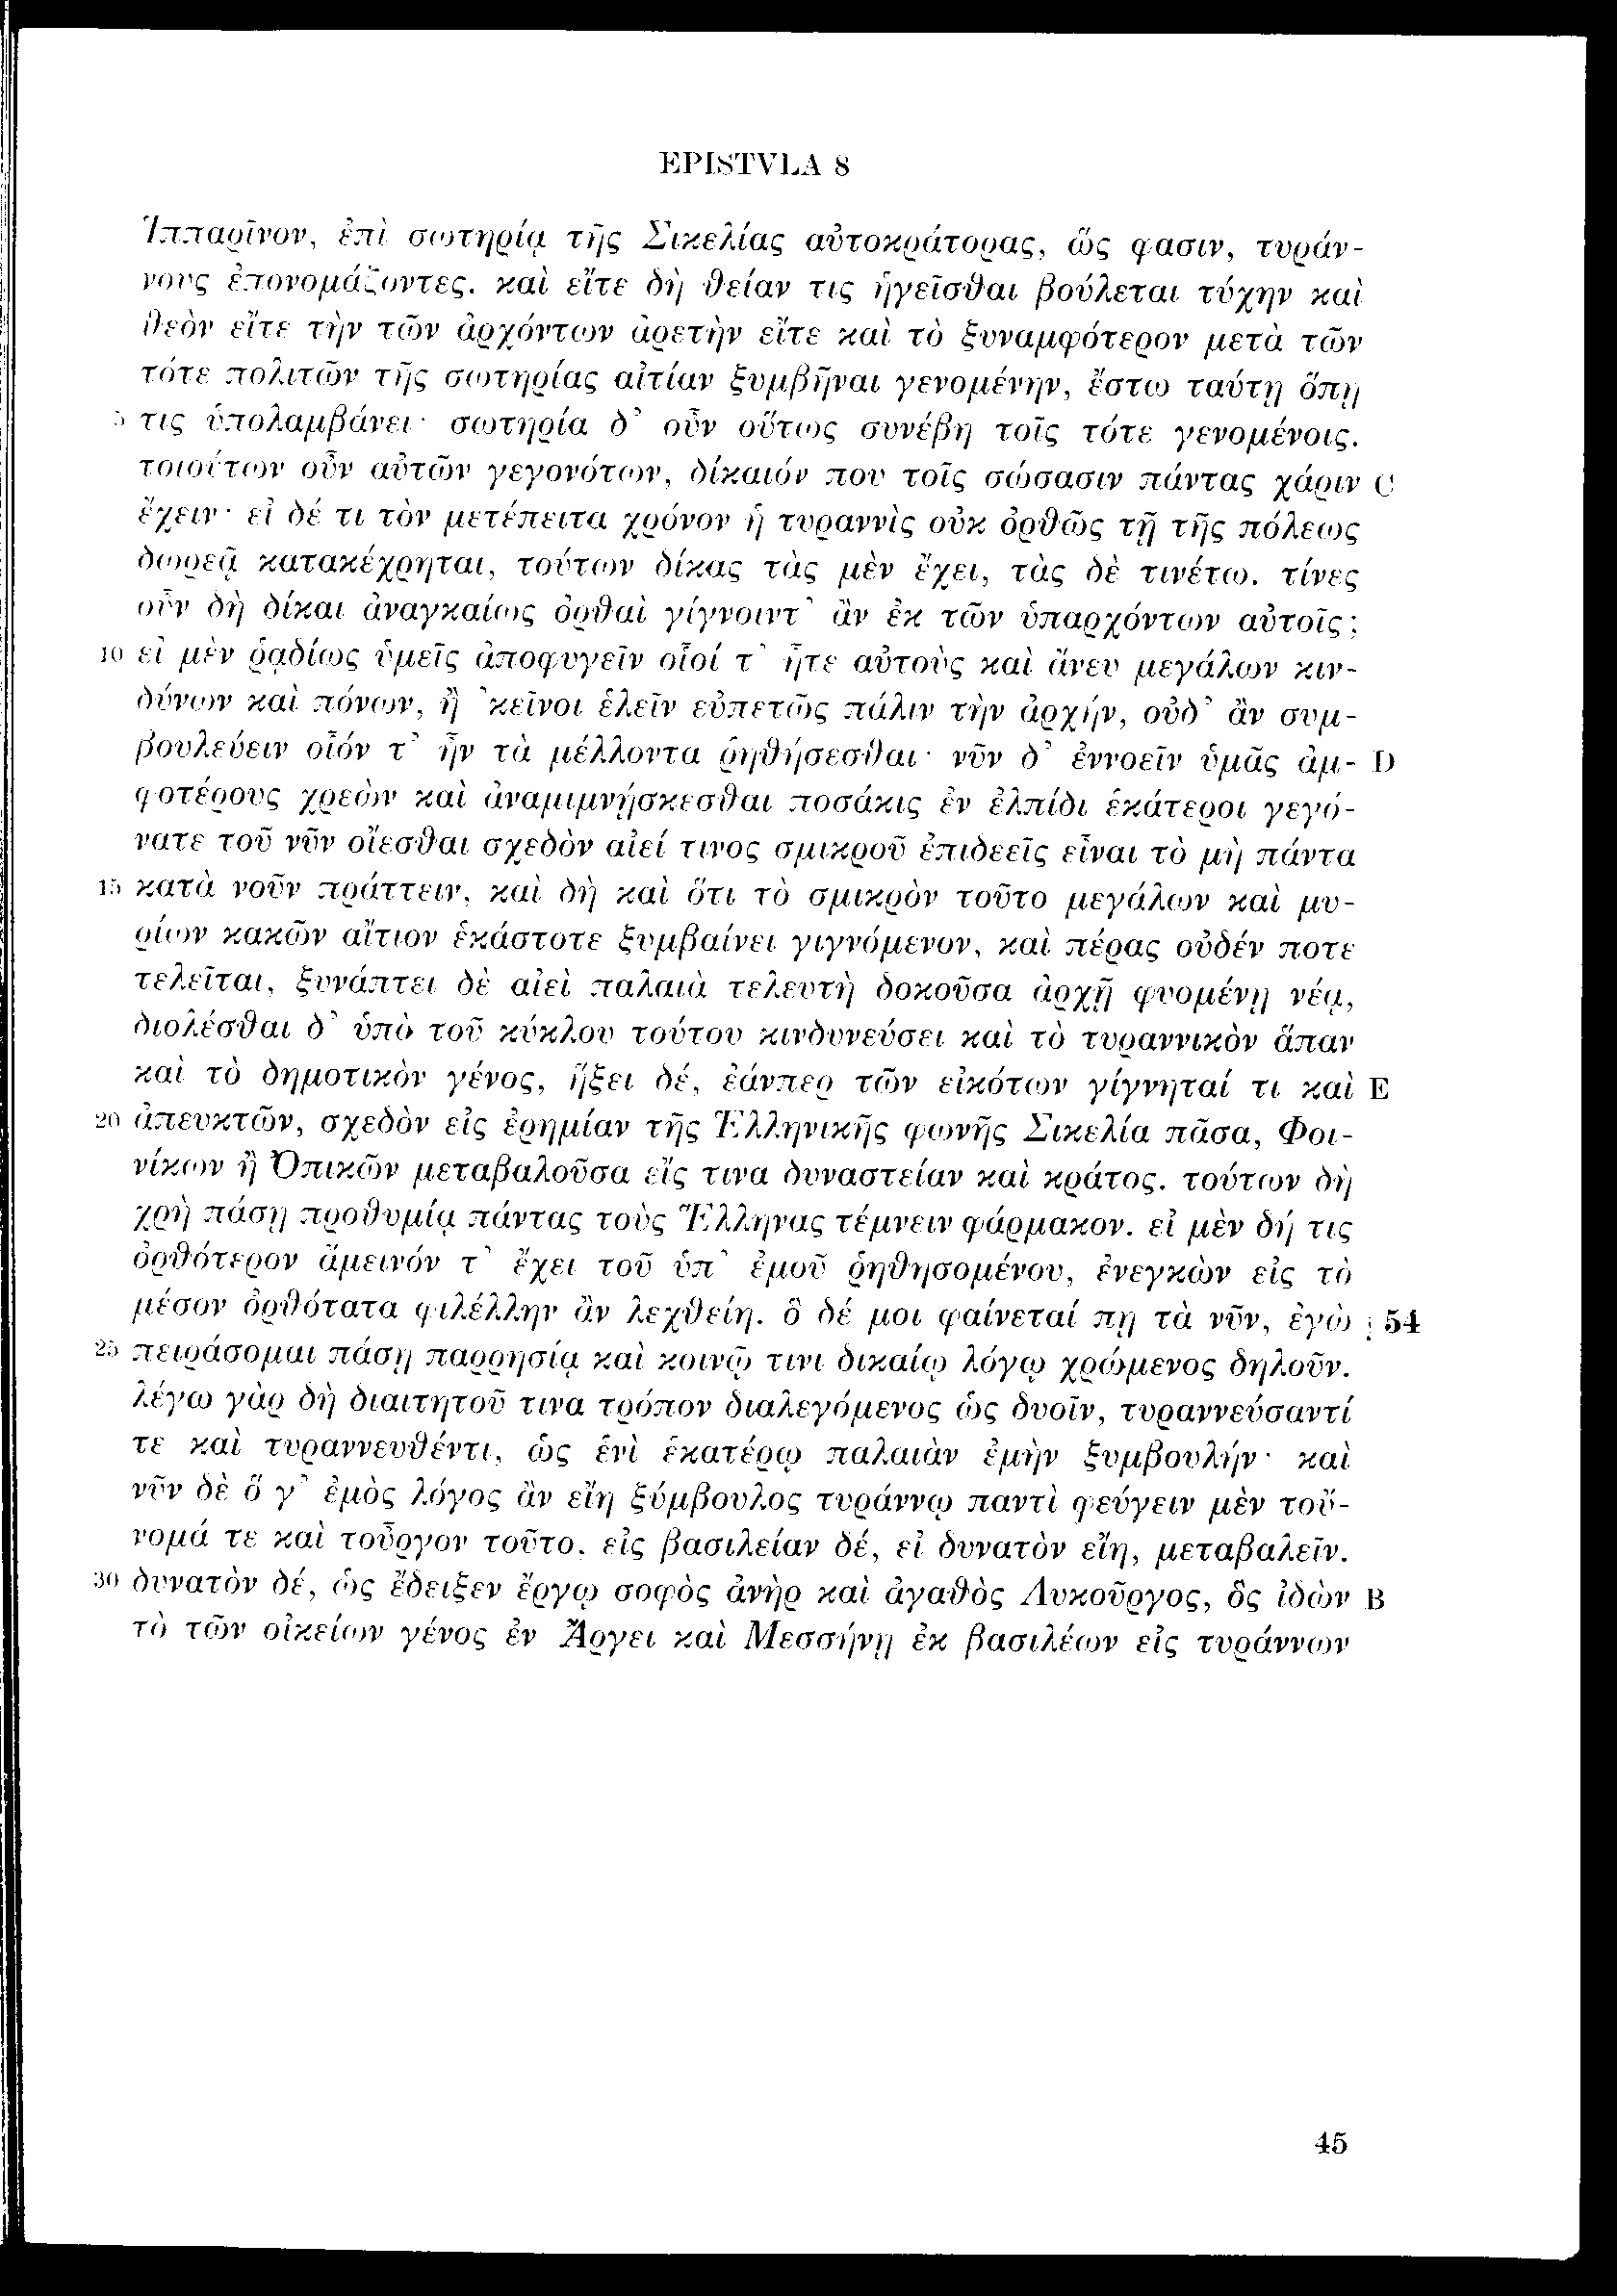 EPISTVLA 8
Ἱππαρῖνον, ἐπὶ σωτηρίᾳ τῆς Σικελίας αὐτοκράτορας, ὥς φασιν, τυράν-
νους ἐπονομάζοντες. καὶ εἴτε δὴ θείαν τις ἡγεῖσθαι βούλεται τύχην καὶ
θεὸν εἴτε τὴν τῶν ἀρχόντων ἀρετὴν εἴτε καὶ τὸ ξυναμφότερον μετὰ τῶν
τότε πολιτῶν τῆς σωτηρίας αἰτίαν ξυμβῆναι γενομένην, ἔστω ταύτῃ ὅπῃ
5 τις ὑπολαμβάνει· σωτηρία δ᾽ οὖν οὕτως συνέβη τοῖς τότε γενομένοις.
τοιούτων οὖν αὐτῶν γεγονότων, δίκαιόν που τοῖς σώσασιν πάντας χάριν C
ἔχειν· εἰ δέ τι τὸν μετέπειτα χρόνον ἡ τυραννὶς οὐκ ὀρθῶς τῇ τῆς πόλεως
δωρεᾷ κατακέχρηται, τούτων δίκας τὰς μὲν ἔχει, τὰς δὲ τινέτω. τίνες
οὖν δὴ δίκαι ἀναγκαίως ὀρθαὶ γίγνοιντ᾽ ἂν ἐκ τῶν ὑπαρχόντων αὐτοῖς;
10 εἰ μὲν ῥᾳδίως ὑμεῖς ἀποφυγεῖν οἷοί τ᾽ ἦτε αὐτοὺς καὶ ἄνευ μεγάλων κιν-
δύνων καὶ πόνων, ἢ ᾽κεῖνοι ἑλεῖν εὐπετῶς πάλιν τὴν ἀρχήν, οὐδ᾽ ἂν συμ-
βουλεύειν οἷόν τ᾽ ἦν τὰ μέλλοντα ῥηθήσεσθαι· νῦν δ᾽ ἐννοεῖν ὑμᾶς ἀμ- D
φοτέρους χρεὼν καὶ ἀναμιμνῄσκεσθαι ποσάκις ἐν ἐλπίδι ἑκάτεροι γεγό-
νατε τοῦ νῦν οἴεσθαι σχεδὸν αἰεί τινος σμικροῦ ἐπιδεεῖς εἶναι τὸ μὴ πάντα
15 κατὰ νοῦν πράττειν, καὶ δὴ καὶ ὅτι τὸ σμικρὸν τοῦτο μεγάλων καὶ μυ-
ρίων κακῶν αἴτιον ἑκάστοτε ξυμβαίνει γιγνόμενον, καὶ πέρας οὐδέν ποτε
τελεῖται, ξυνάπτει δὲ αἰεὶ παλαιὰ τελευτὴ δοκοῦσα ἀρχῇ φυομένῃ νέᾳ,
διολέσθαι δ᾽ ὑπὸ τοῦ κύκλου τούτου κινδυνεύσει καὶ τὸ τυραννικὸν ἅπαν
καὶ τὸ δημοτικὸν γένος, ἥξει δέ, ἐάνπερ τῶν εἰκότων γίγνηταί τι καὶ E
20 ἀπευκτῶν, σχεδὸν εἰς ἐρημίαν τῆς Ἑλληνικῆς φωνῆς Σικελία πᾶσα, Φοι-
νίκων ἢ Ὀπικῶν μεταβαλοῦσα εἴς τινα δυναστείαν καὶ κράτος. τούτων δὴ
χρὴ πάσῃ προθυμίᾳ πάντας τοὺς Ἕλληνας τέμνειν φάρμακον. εἰ μὲν δή τις
ὀρθότερον ἄμεινόν τ᾽ ἔχει τοῦ ὑπ᾽ ἐμοῦ ῥηθησομένου, ἐνεγκὼν εἰς τὸ
μέσον ὀρθότατα φιλέλλην ἂν λεχθείη. ὃ δέ μοι φαίνεταί πῃ τὰ νῦν, ἐγὼ 54
25 πειράσομαι πάσῃ παρρησίᾳ καὶ κοινῷ τινι δικαίῳ λόγῳ χρώμενος δηλοῦν.
λέγω γὰρ δὴ διαιτητοῦ τινα τρόπον διαλεγόμενος ὡς δυοῖν, τυραννεύσαντί
τε καὶ τυραννευθέντι, ὡς ἑνὶ ἑκατέρῳ παλαιὰν ἐμὴν ξυμβουλήν· καὶ
νῦν δὲ ὅ γ᾽ ἐμὸς λόγος ἂν εἴη ξύμβουλος τυράννῳ παντὶ φεύγειν μὲν τοὔ-
νομά τε καὶ τοὖργον τοῦτο, εἰς βασιλείαν δέ, εἰ δυνατὸν εἴη, μεταβαλεῖν.
30 δυνατὸν δέ, ὡς ἔδειξεν ἔργῳ σοφὸς ἀνὴρ καὶ ἀγαθὸς Λυκοῦργος, ὃς ἰδὼν B
τὸ τῶν οἰκείων γένος ἐν Ἄργει καὶ Μεσσήνῃ ἐκ βασιλέων εἰς τυράννων
45